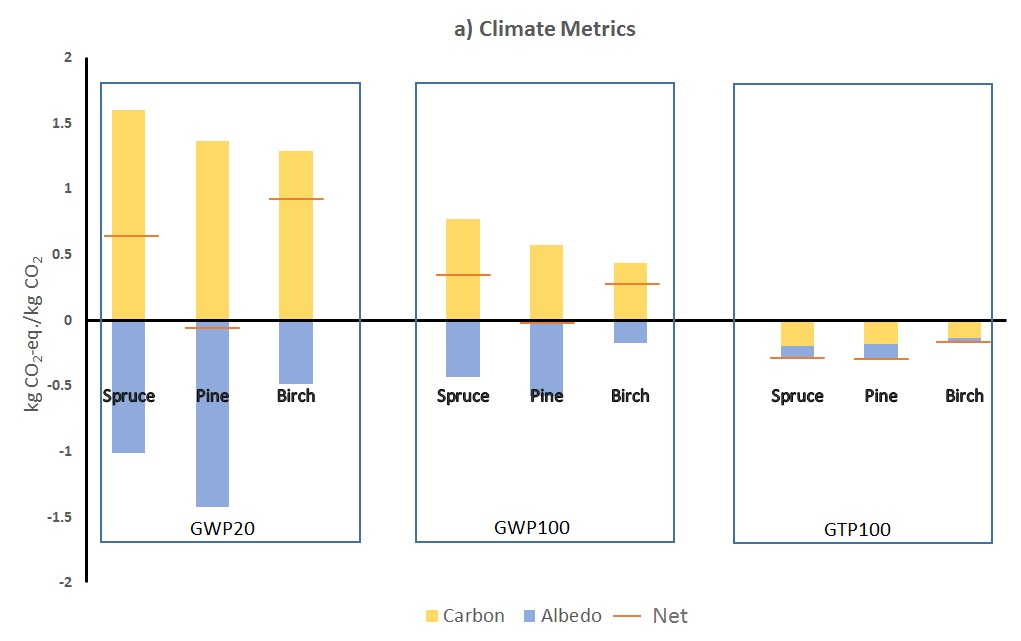 a) Climate Metrics
kg CO₂-eq./kg CO₂
2
1.5
1
0.5
0
-0.5
-1
-1.5
-2
Spruce Pine Birch
GWP20
Spruce Pine Birch
GWP100
Spruce Pine Birch
GTP100
Carbon Albedo Net